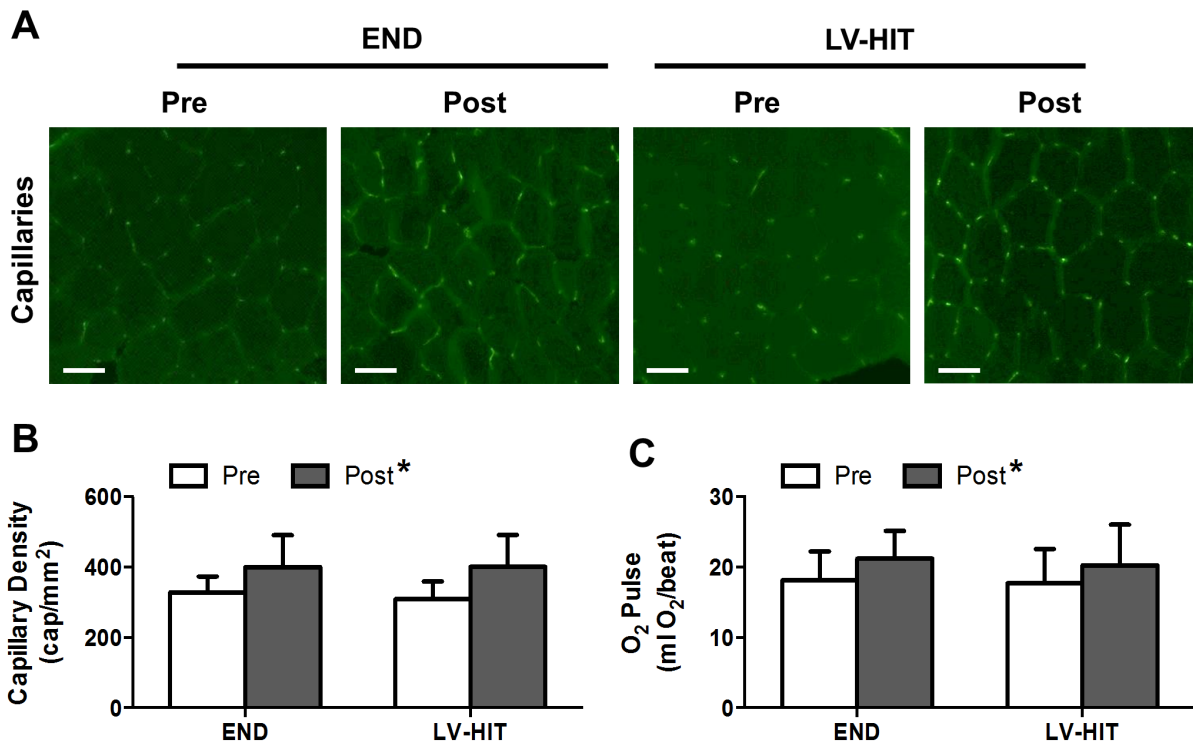 A
END LV-HIT
Pre Post Pre Post
Capillaries
B
Pre Post*
Capillary Density
(cap/mm²)
600
400
200
0
END LV-HIT
C
Pre Post*
O₂ Pulse
(ml O₂/beat)
30
20
10
0
END LV-HIT